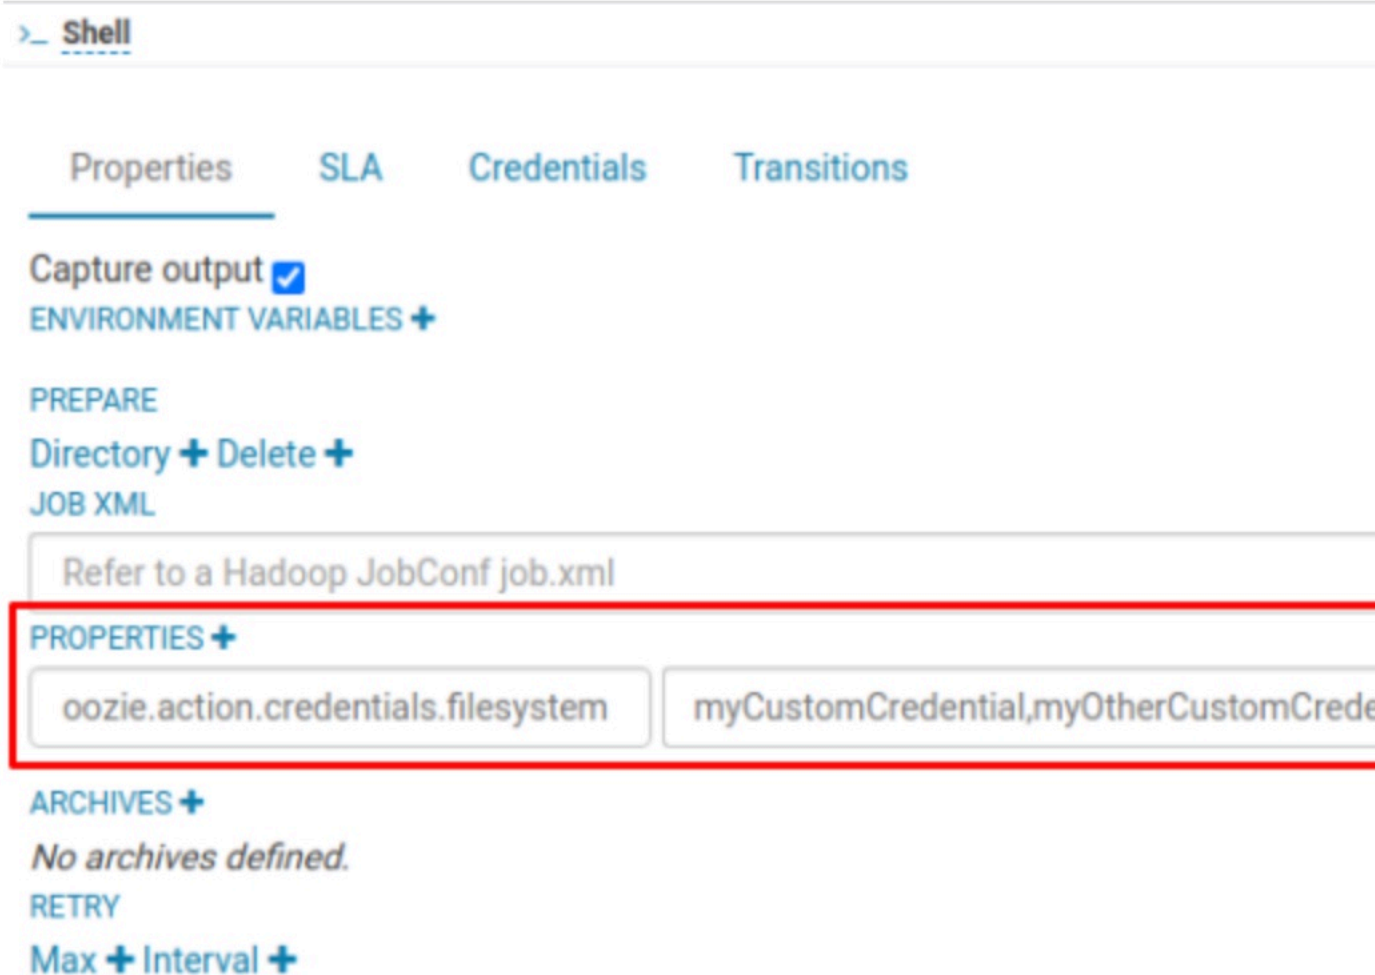 >_ Shell
Properties SLA Credentials Transitions
Capture output
ENVIRONMENT VARIABLES +
PREPARE
Directory + Delete +
JOB XML
Refer to a Hadoop JobConf job.xml
PROPERTIES +
oozie.action.credentials.filesystem myCustomCredential,myOtherCustomCrede
ARCHIVES +
No archives defined.
RETRY
Max + Interval +